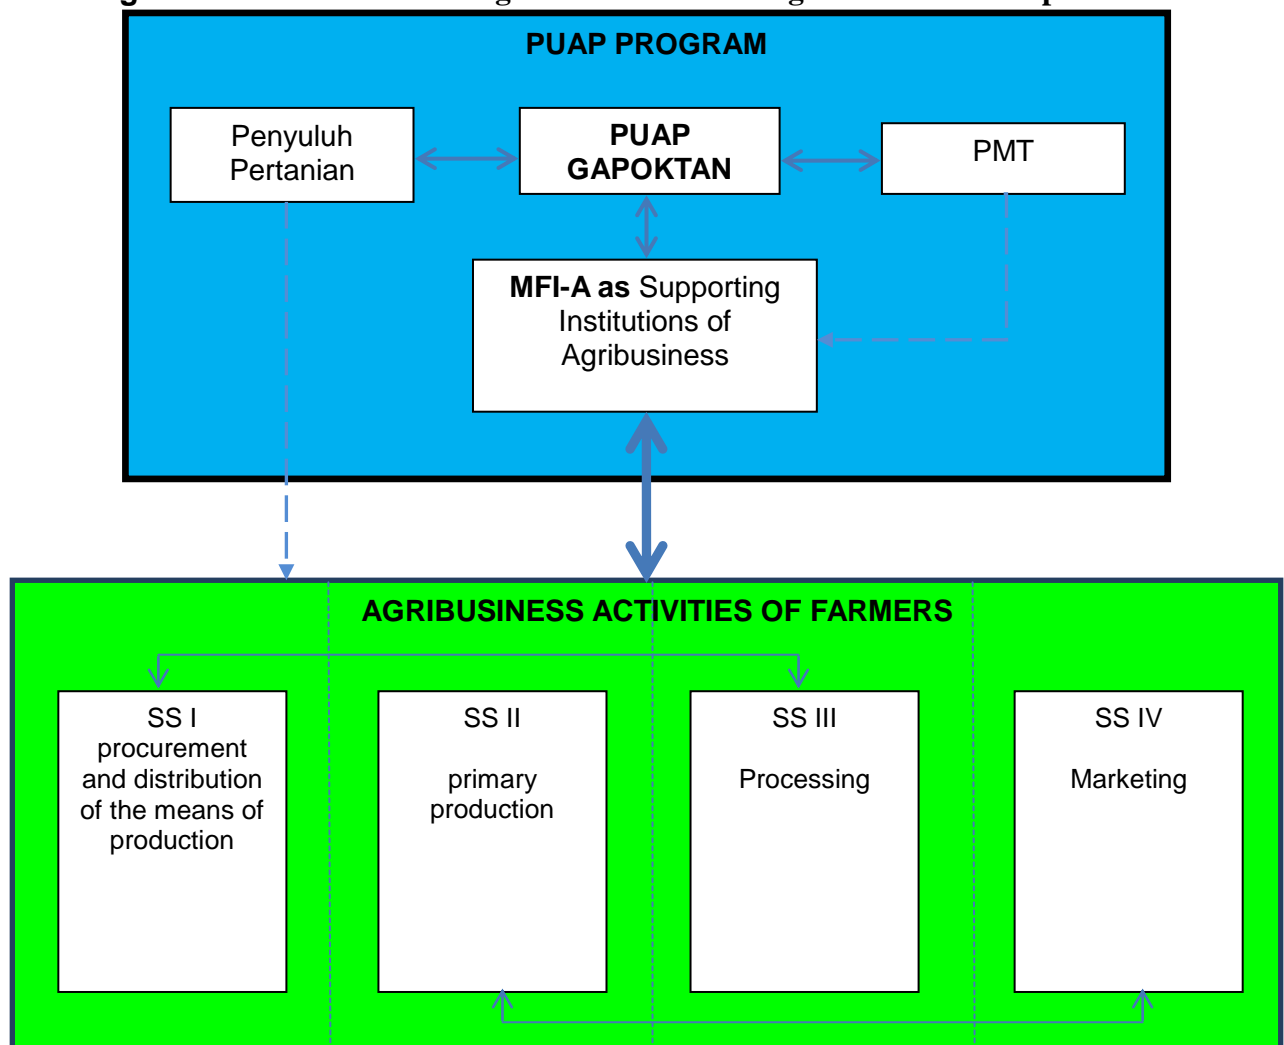 PUAP PROGRAM
Penyuluh
Pertanian
PUAP
GAPOKTAN
PMT
MFI-A as Supporting
Institutions of
Agribusiness
AGRIBUSINESS ACTIVITIES OF FARMERS
SS I
procurement
and distribution
of the means of
production
SS II
primary
production
SS III
Processing
SS IV
Marketing